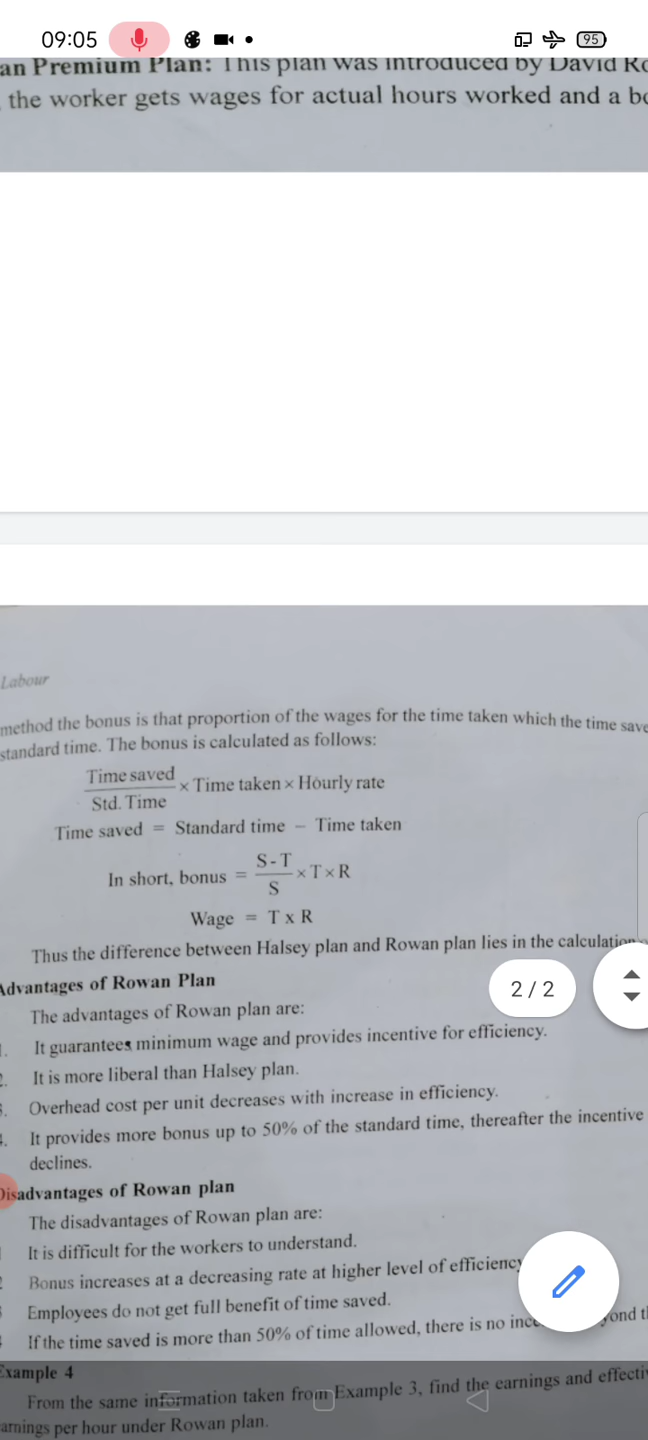 09:05
95
an Premium Plan: This plan was introduced by David
the worker gets wages for actual hours worked and a
Labour
method the bonus is that proportion of the wages for the time taken which the time
standard time. The bonus is calculated as follows:
Time saved
Std. Time × Time taken × Hourly rate
Time saved = Standard time – Time taken
In short, bonus = S - T
S × T × R
Wage = T x R
Thus the difference between Halsey plan and Rowan plan lies in the
2 / 2
Advantages of Rowan Plan
The advantages of Rowan plan are:
It guarantees minimum wage and provides incentive for efficiency.
It is more liberal than Halsey plan.
Overhead cost per unit decreases with increase in efficiency.
It provides more bonus up to 50% of the standard time, thereafter the incentive
declines.
Disadvantages of Rowan plan
The disadvantages of Rowan plan are:
It is difficult for the workers to understand.
Bonus increases at a decreasing rate at higher level of efficiency
Employees do not get full benefit of time saved.
If the time saved is more than 50% of time allowed, there is no
Example 4
From the same information taken from Example 3, find the earnings and
earnings per hour under Rowan plan.